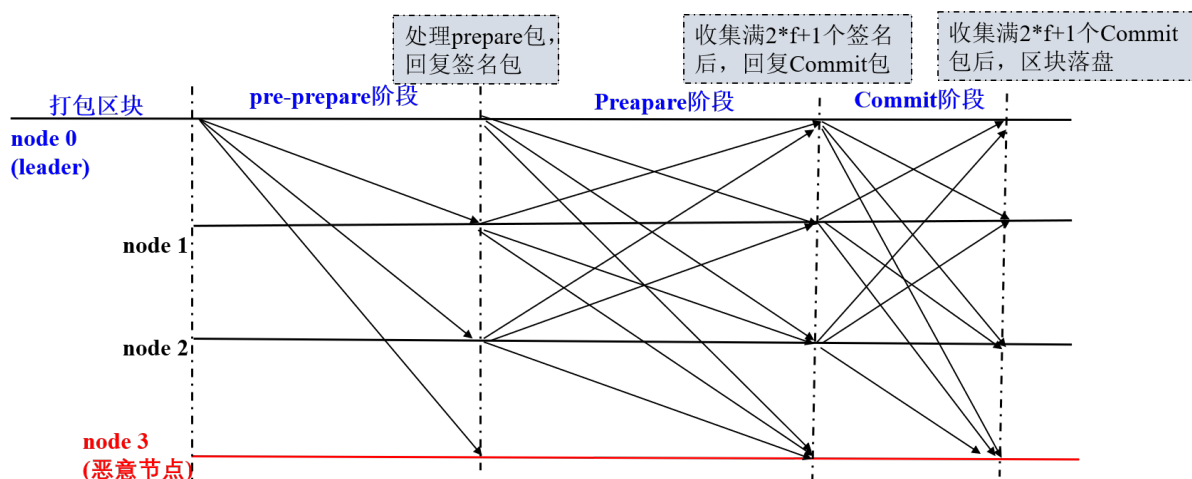 处理prepare包,
回复签名包
收集满2*f+1个签名
后，回复Commit包
收集满2*f+1个Commit
包后，区块落盘
打包区块
pre-prepare阶段
Preapare阶段
Commit阶段
node 0
(leader)
node 1
node 2
node 3
(恶意节点)